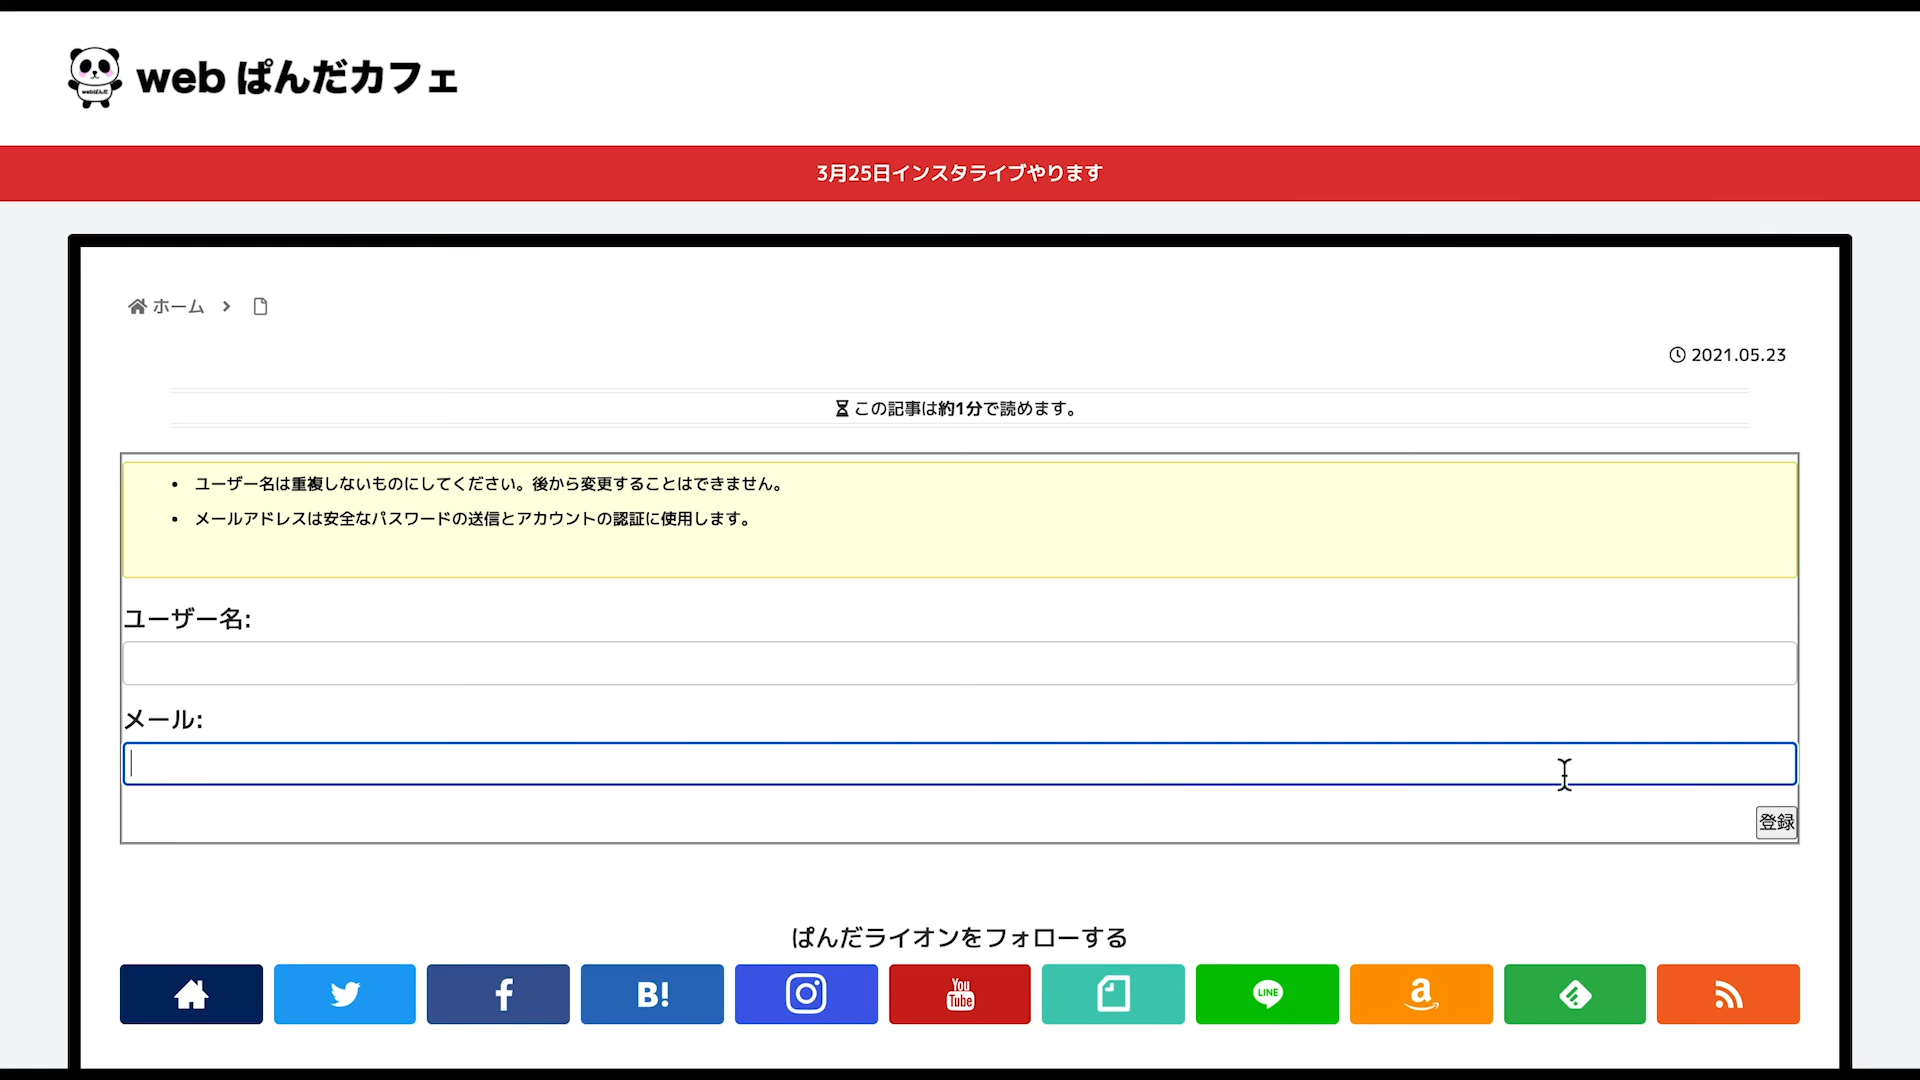 web ぱんだカフェ
3月25日インスタライブやります
ホーム
2021.05.23
この記事は約1分で読めます。
ユーザー名は重複しないものにしてください。後から変更することはできません。
メールアドレスは安全なパスワードの送信とアカウントの認証に使用します。
ユーザー名:
メール:
登録
ぱんだライオンをフォローする
B!
You
Tube
LINE
a